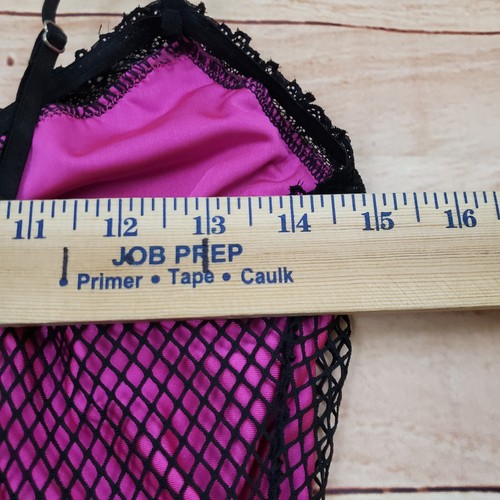 11 12 13 14 15 16
JOB PREP
Primer • Tape • Caulk